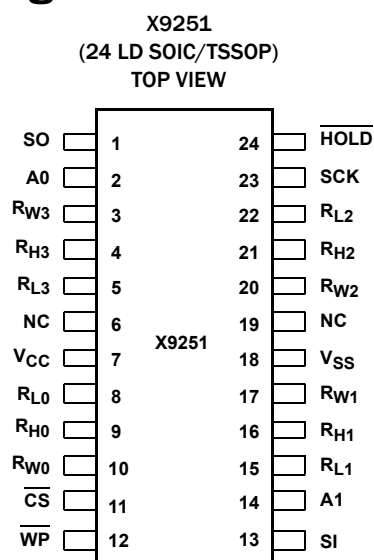 X9251
(24 LD SOIC/TSSOP)
TOP VIEW
SO 1 24 HOLD
A0 2 23 SCK
RW3 3 22 RL2
RH3 4 21 RH2
RL3 5 20 RW2
NC 6 19 NC
X9251
VCC 7 18 VSS
RL0 8 17 RW1
RH0 9 16 RH1
RW0 10 15 RL1
CS 11 14 A1
WP 12 13 SI